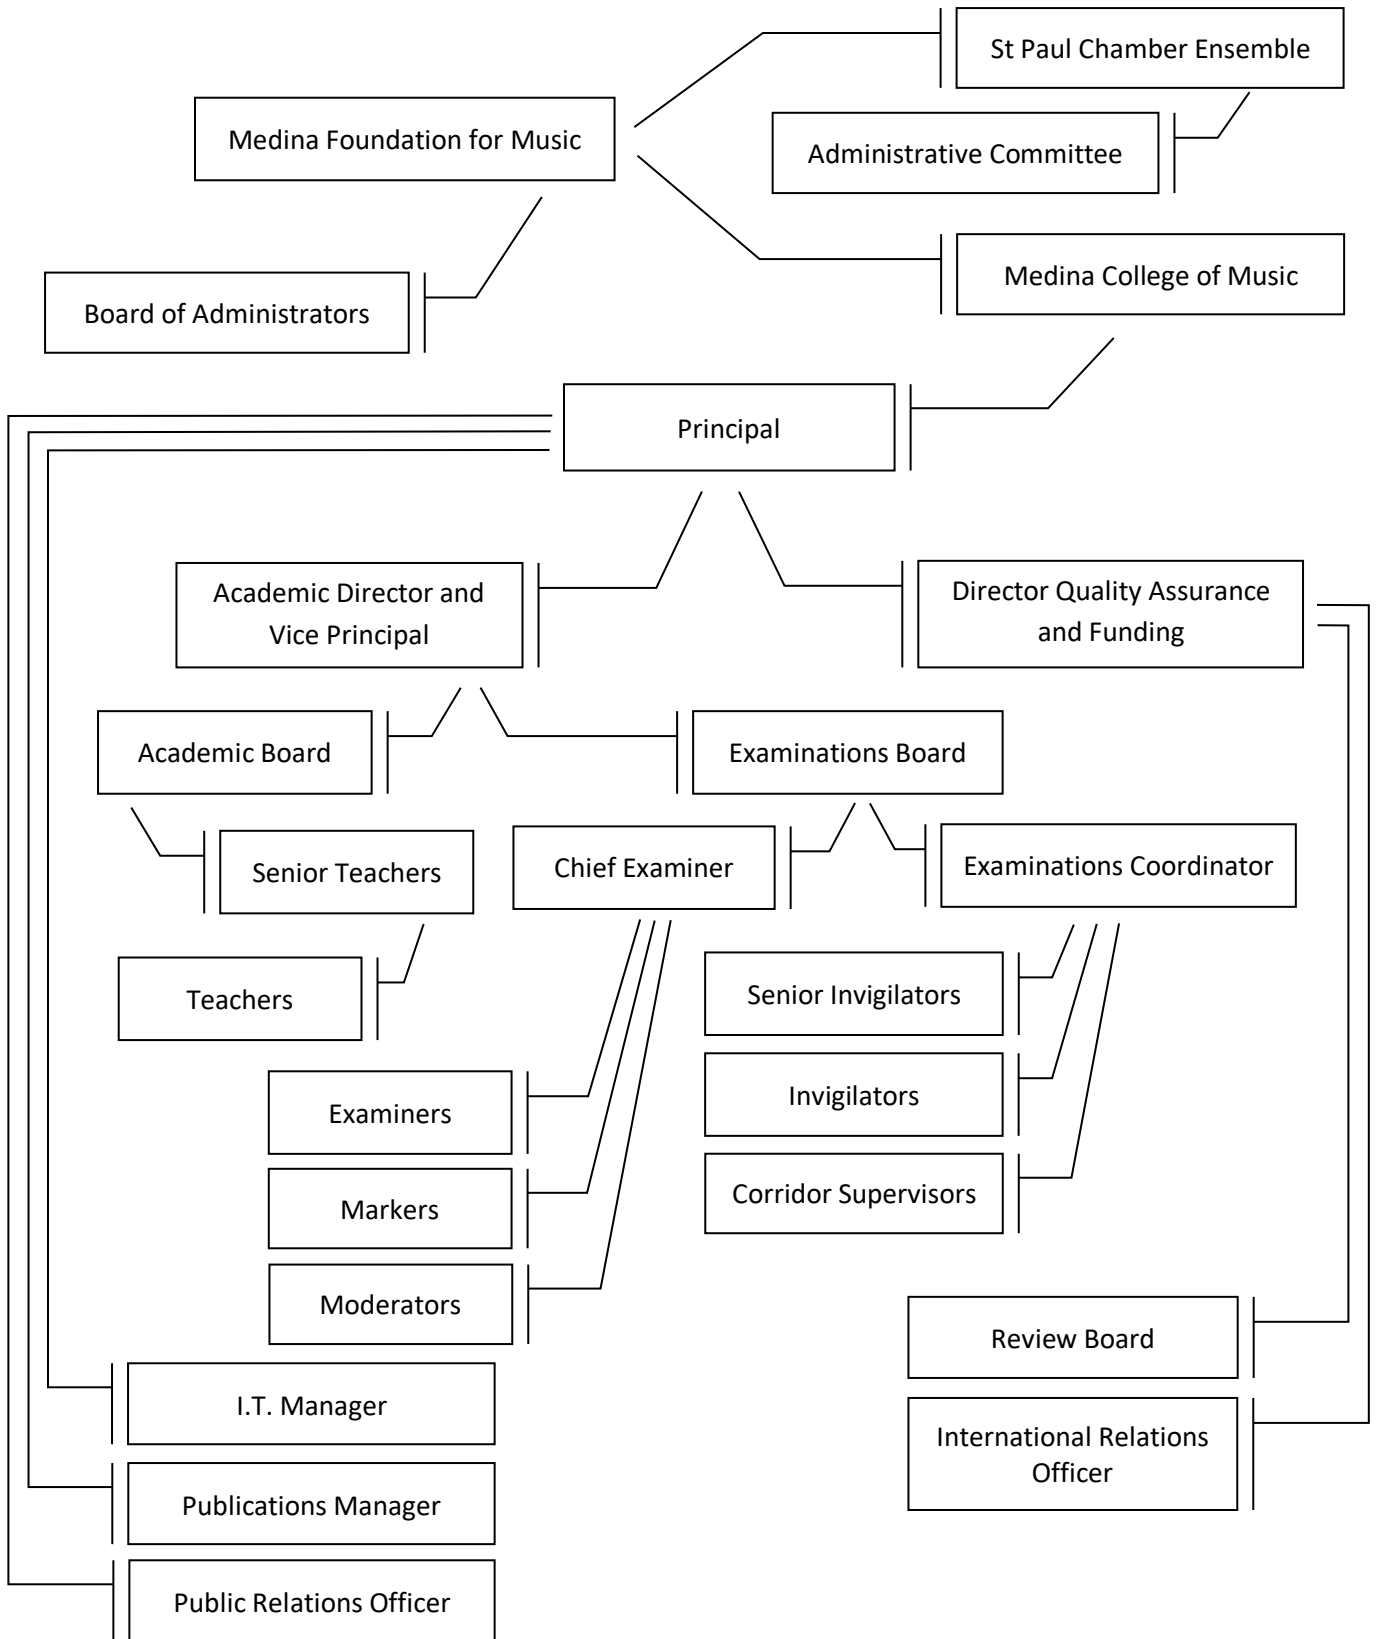 St Paul Chamber Ensemble
Medina Foundation for Music
Administrative Committee
Medina College of Music
Board of Administrators
Principal
Academic Director and
Vice Principal
Director Quality Assurance
and Funding
Academic Board
Examinations Board
Senior Teachers
Chief Examiner
Examinations Coordinator
Teachers
Senior Invigilators
Invigilators
Examiners
Corridor Supervisors
Markers
Moderators
Review Board
I.T. Manager
International Relations
Officer
Publications Manager
Public Relations Officer